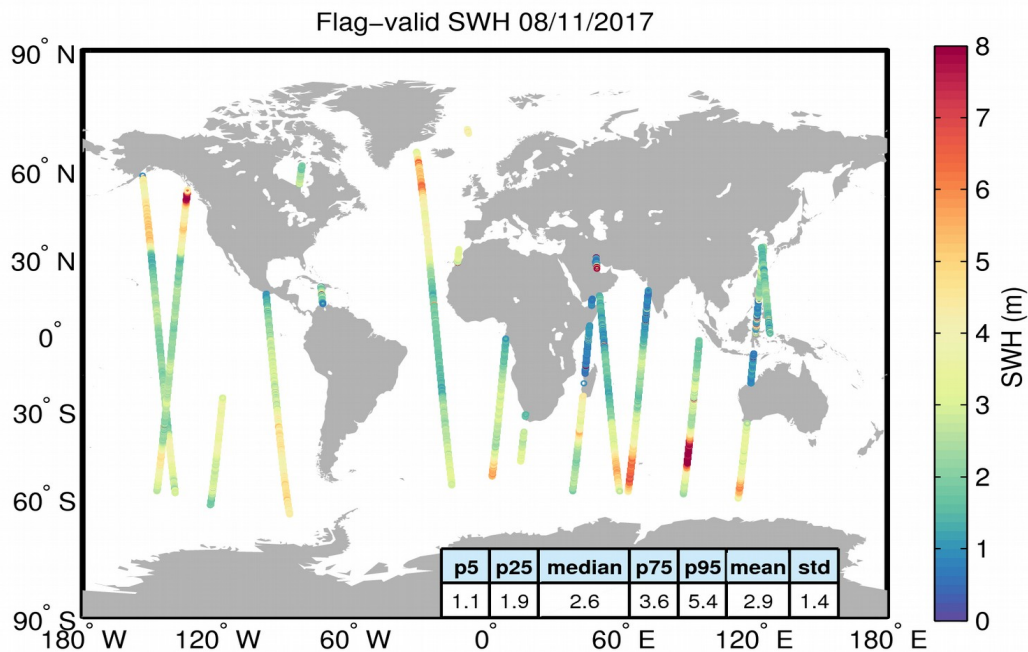 Flag−valid SWH 08/11/2017
90° N
60° N
30° N
0°
30° S
60° S
90° S
180° W
120° W
60° W
0°
60° E
120° E
180° E
p5 p25 median p75 p95 mean std
1.1 1.9 2.6 3.6 5.4 2.9 1.4
8
7
6
5
4
3
2
1
0
SWH (m)